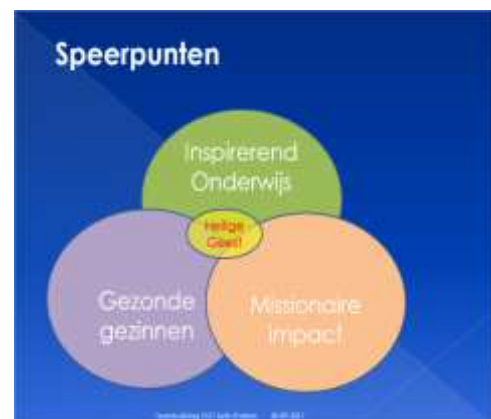 Speerpunten
Inspirerend
Onderwijs
Heilige
Geest
Gezonde
gezinnen
Missionaire
impact